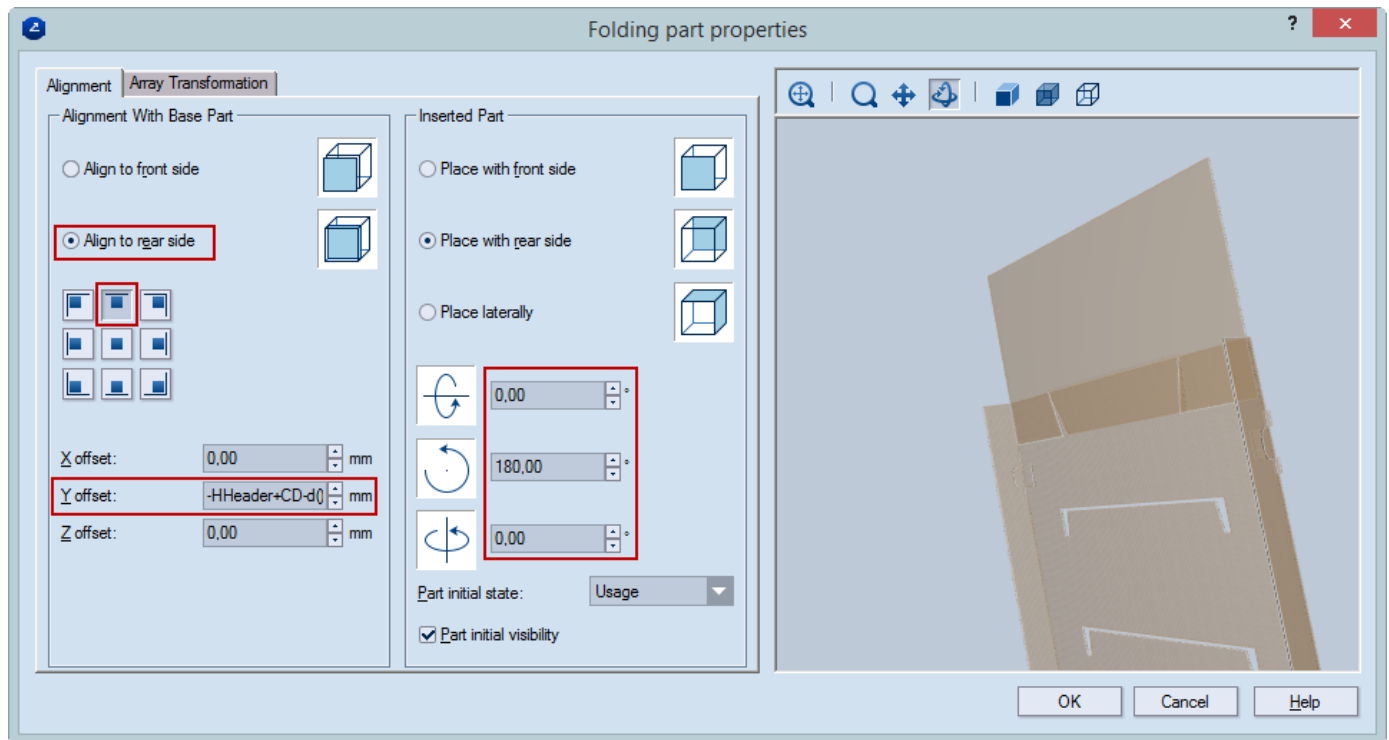 Folding part properties
?
Alignment
Array Transformation
Alignment With Base Part
Align to front side
Align to rear side
X offset:
0,00
mm
Y offset:
-HHeader+CD-d()
mm
Z offset:
0,00
mm
Inserted Part
Place with front side
Place with rear side
Place laterally
0,00
°
180,00
°
0,00
°
Part initial state:
Usage
Part initial visibility
OK
Cancel
Help